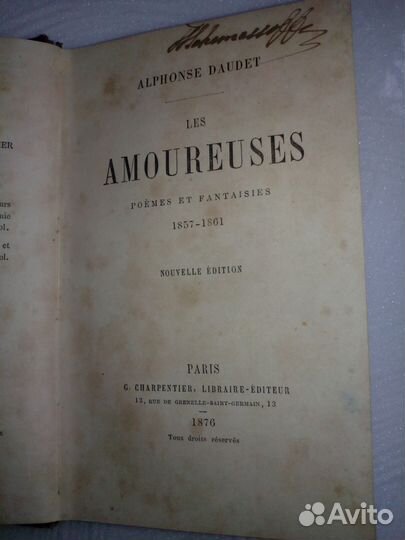 ALPHONSE DAUDET
LES
AMOUREUSES
POÈMES ET FANTAISIES
1857-1861
NOUVELLE ÉDITION
PARIS
G. CHARPENTIER, LIBRAIRE-ÉDITEUR
13, RUE DE GRENELLE-SAINT-GERMAIN, 13
1876
Tous droits réservés
Avito